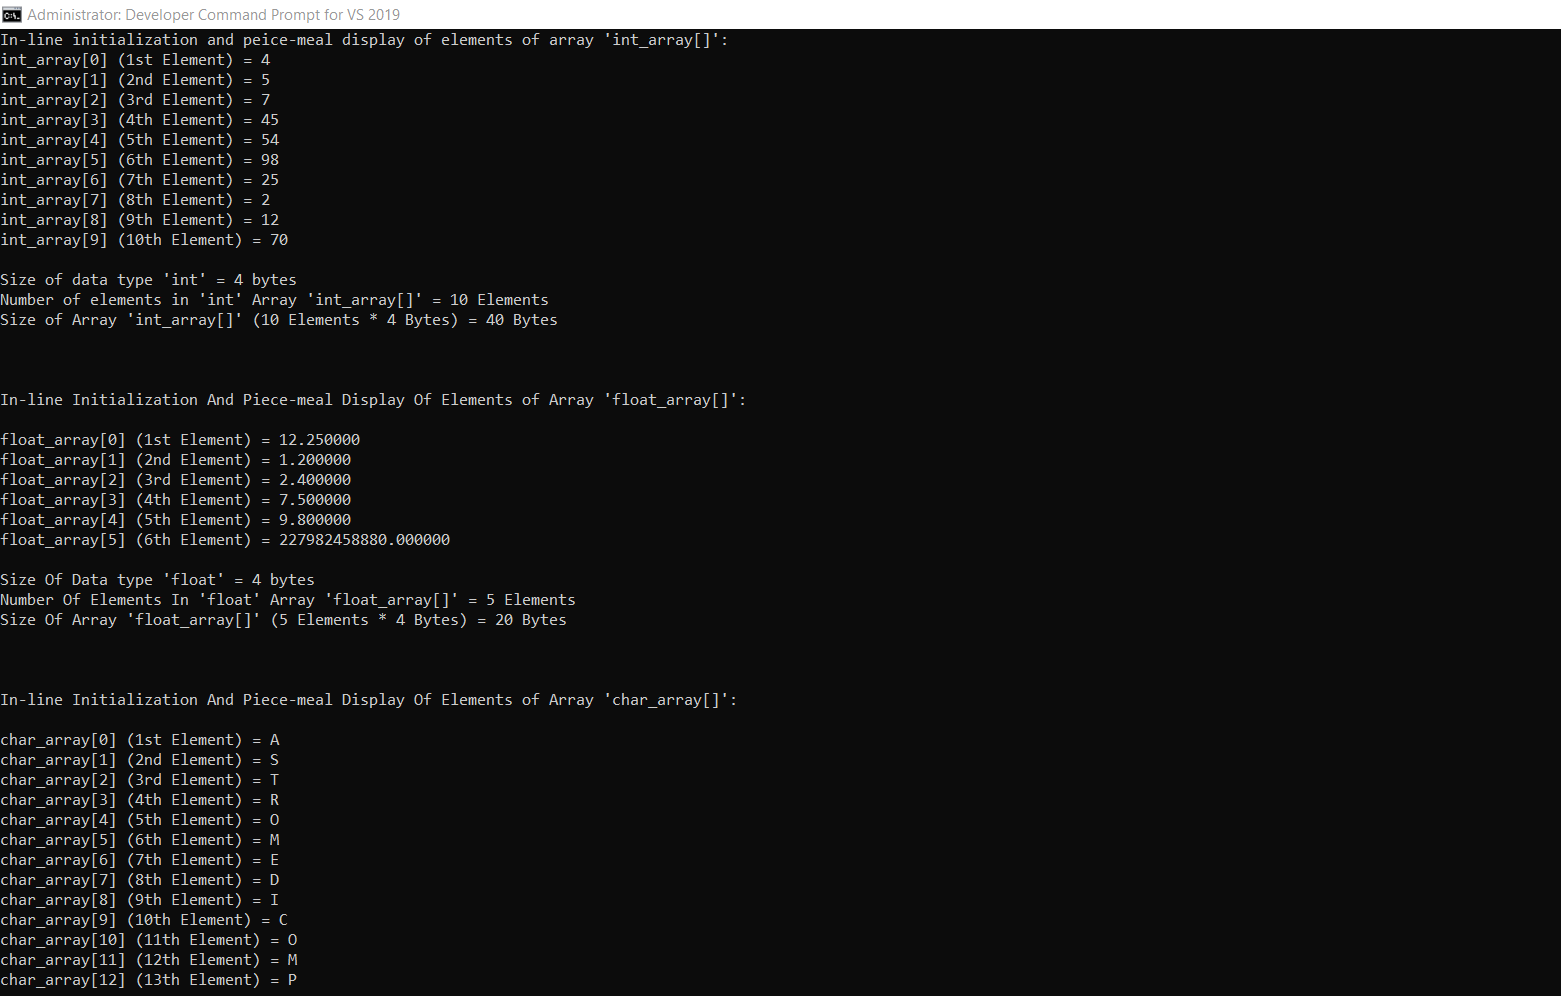 Administrator: Developer Command Prompt for VS 2019
In-line initialization and peice-meal display of elements of array 'int_array[]':
int_array[0] (1st Element) = 4
int_array[1] (2nd Element) = 5
int_array[2] (3rd Element) = 7
int_array[3] (4th Element) = 45
int_array[4] (5th Element) = 54
int_array[5] (6th Element) = 98
int_array[6] (7th Element) = 25
int_array[7] (8th Element) = 2
int_array[8] (9th Element) = 12
int_array[9] (10th Element) = 70
Size of data type 'int' = 4 bytes
Number of elements in 'int' Array 'int_array[]' = 10 Elements
Size of Array 'int_array[]' (10 Elements * 4 Bytes) = 40 Bytes
In-line Initialization And Piece-meal Display Of Elements of Array 'float_array[]':
float_array[0] (1st Element) = 12.250000
float_array[1] (2nd Element) = 1.200000
float_array[2] (3rd Element) = 2.400000
float_array[3] (4th Element) = 7.500000
float_array[4] (5th Element) = 9.800000
float_array[5] (6th Element) = 227982458880.000000
Size Of Data type 'float' = 4 bytes
Number Of Elements In 'float' Array 'float_array[]' = 5 Elements
Size Of Array 'float_array[]' (5 Elements * 4 Bytes) = 20 Bytes
In-line Initialization And Piece-meal Display Of Elements of Array 'char_array[]':
char_array[0] (1st Element) = A
char_array[1] (2nd Element) = S
char_array[2] (3rd Element) = T
char_array[3] (4th Element) = R
char_array[4] (5th Element) = O
char_array[5] (6th Element) = M
char_array[6] (7th Element) = E
char_array[7] (8th Element) = D
char_array[8] (9th Element) = I
char_array[9] (10th Element) = C
char_array[10] (11th Element) = O
char_array[11] (12th Element) = M
char_array[12] (13th Element) = P